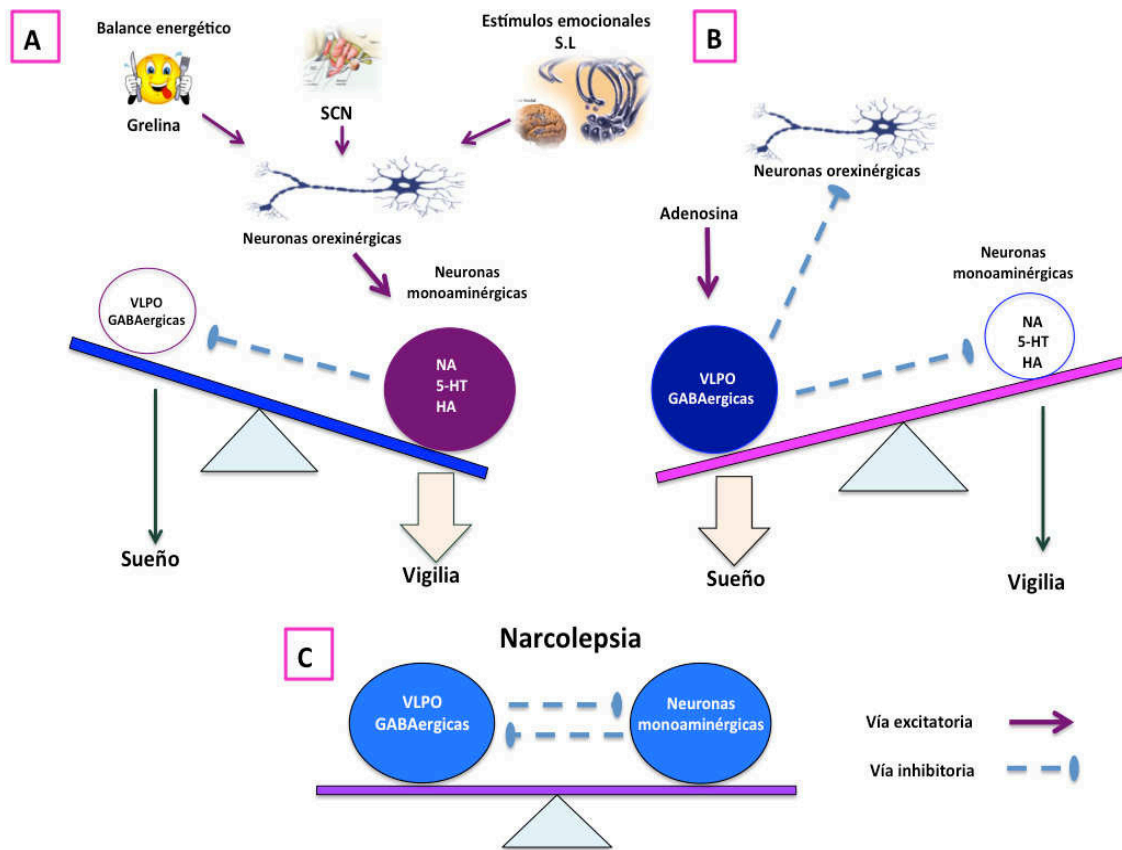 A
Balance energético
Grelina
SCN
Estímulos emocionales
S.L
Neuronas orexinérgicas
Neuronas
monoaminérgicas
VLPO
GABAergicas
NA
5-HT
HA
Sueño
Vigilia
B
Neuronas orexinérgicas
Adenosina
Neuronas
monoaminérgicas
NA
5-HT
HA
VLPO
GABAergicas
Sueño
Vigilia
C
Narcolepsia
VLPO
GABAergicas
Neuronas
monoaminérgicas
Vía excitatoria
Vía inhibitoria